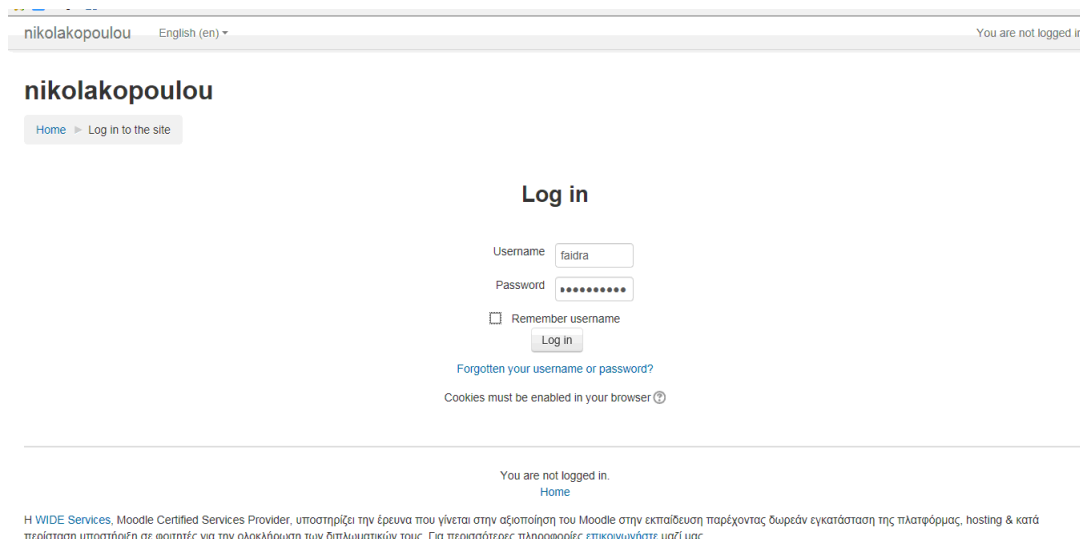 nikolakopoulou English (en) You are not logged in
nikolakopoulou
Home Log in to the site
Log in
Username faidra
Password
Remember username
Log in
Forgotten your username or password?
Cookies must be enabled in your browser
You are not logged in.
Home
Η WIDE Services, Moodle Certified Services Provider, υποστηρίζει την έρευνα που γίνεται στην αξιοποίηση του Moodle στην εκπαίδευση παρέχοντας δωρεάν εγκατάσταση της πλατφόρμας, hosting & κατά
περίσταση υποστήριξη σε φοιτητές για την ολοκλήρωση των διπλωματικών τους. Για περισσότερες πληροφορίες επικοινωνήστε μαζί μας